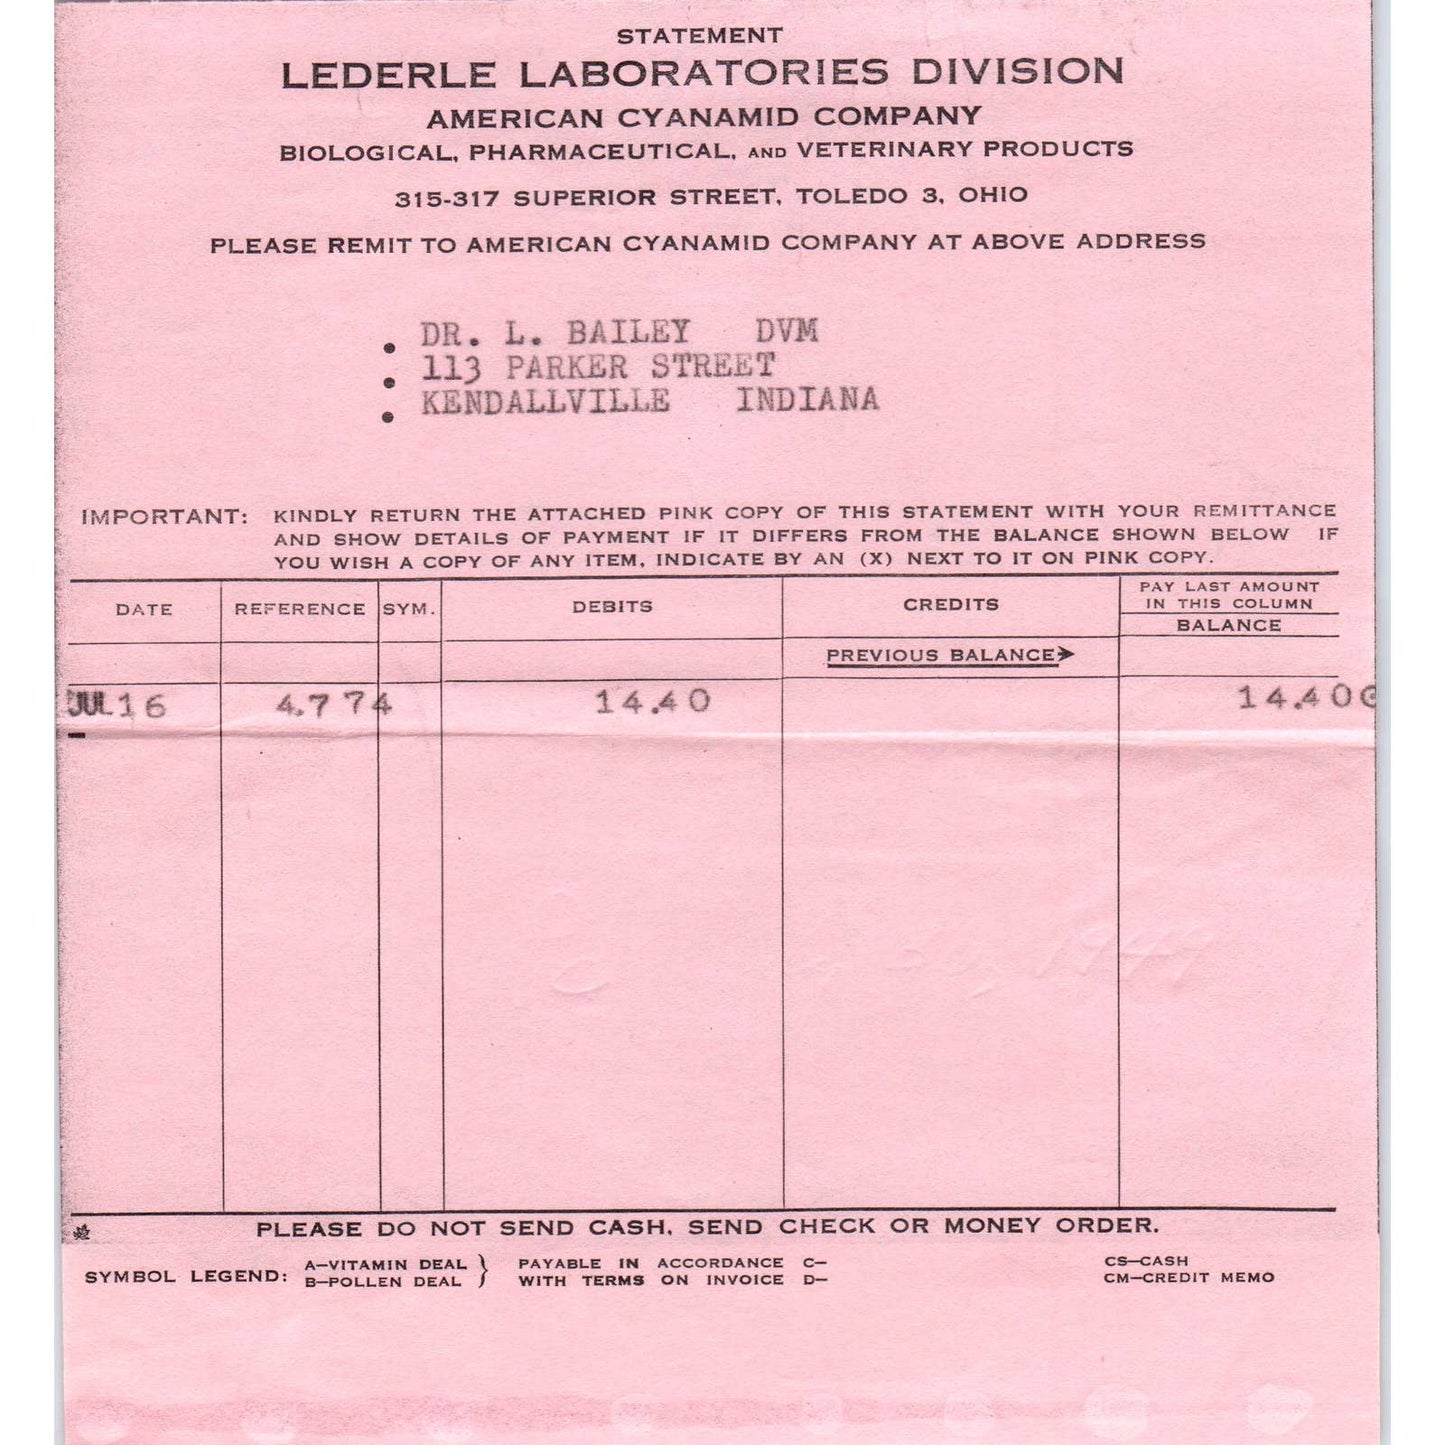 STATEMENT
LEDERLE LABORATORIES DIVISION
AMERICAN CYANAMID COMPANY
BIOLOGICAL, PHARMACEUTICAL, AND VETERINARY PRODUCTS
315-317 SUPERIOR STREET, TOLEDO 3, OHIO
PLEASE REMIT TO AMERICAN CYANAMID COMPANY AT ABOVE ADDRESS
DR. L. BAILEY DVM
113 PARKER STREET
KENDALLVILLE INDIANA
IMPORTANT: KINDLY RETURN THE ATTACHED PINK COPY OF THIS STATEMENT WITH YOUR REMITTANCE
AND SHOW DETAILS OF PAYMENT IF IT DIFFERS FROM THE BALANCE SHOWN BELOW IF
YOU WISH A COPY OF ANY ITEM, INDICATE BY AN (X) NEXT TO IT ON PINK COPY.
DATE REFERENCE SYM. DEBITS CREDITS PAY LAST AMOUNT
IN THIS COLUMN
BALANCE
PREVIOUS BALANCE
JUL 16 4,774 14.40 14.40
1949
PLEASE DO NOT SEND CASH, SEND CHECK OR MONEY ORDER.
SYMBOL LEGEND: A—VITAMIN DEAL } PAYABLE IN ACCORDANCE C— CS—CASH
B—POLLEN DEAL } WITH TERMS ON INVOICE D— CM—CREDIT MEMO